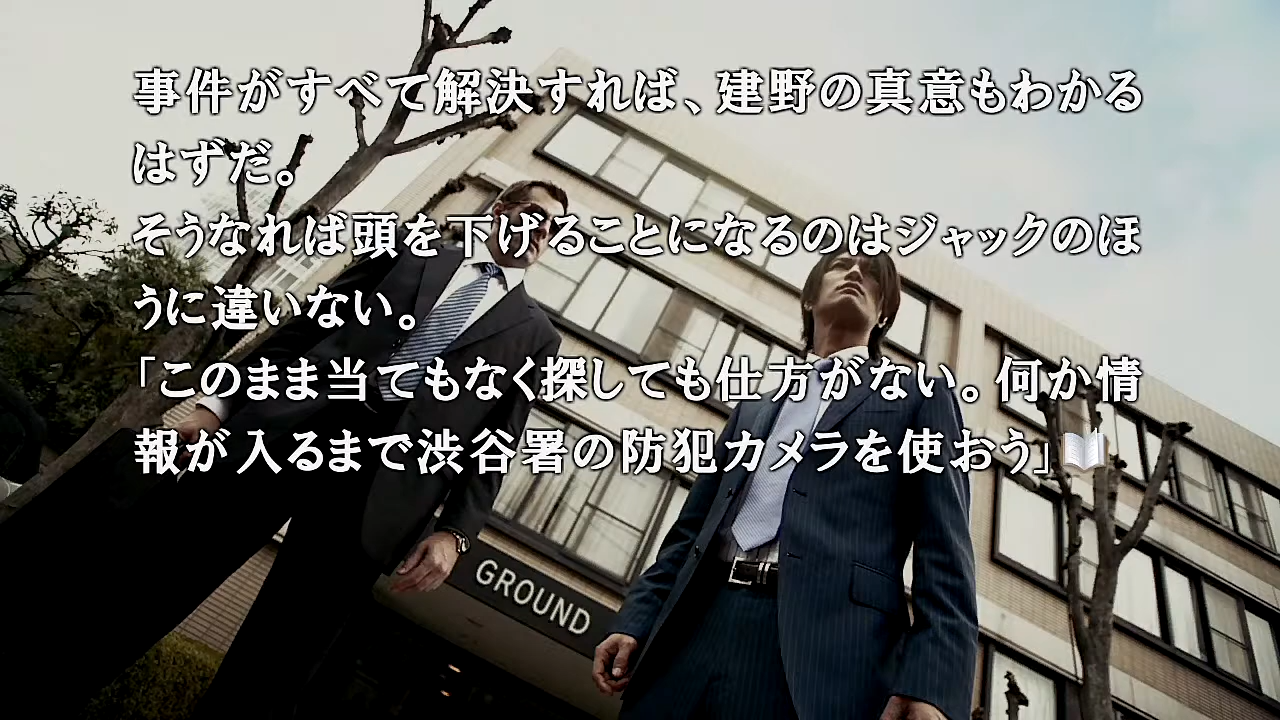 事件がすべて解決すれば、建野の真意もわかる
はずだ。
そうなれば頭を下げることになるのはジャックのほ
うに違いない。
「このまま当てもなく探しても仕方がない。何か情
報が入るまで渋谷署の防犯カメラを使おう」
GROUND